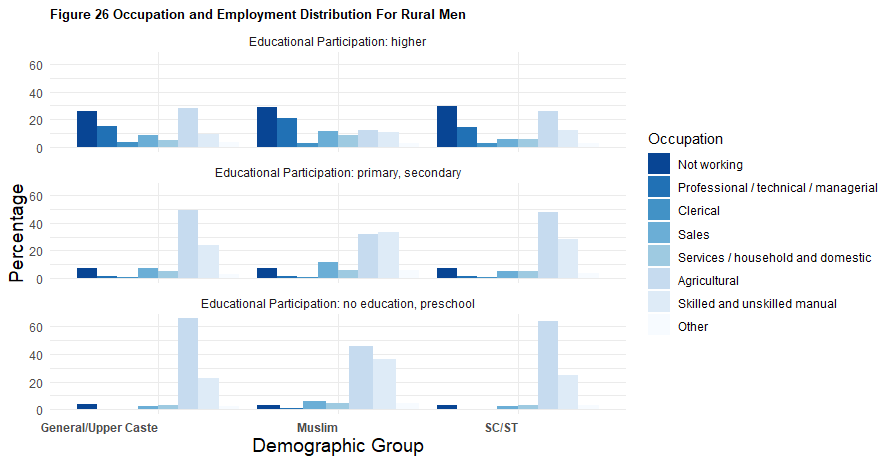 Figure 26 Occupation and Employment Distribution For Rural Men
Educational Participation: higher
60
40
20
0
Educational Participation: primary, secondary
60
40
20
0
Educational Participation: no education, preschool
60
40
20
0
Percentage
General/Upper Caste
Muslim
SC/ST
Demographic Group
Occupation
Not working
Professional / technical / managerial
Clerical
Sales
Services / household and domestic
Agricultural
Skilled and unskilled manual
Other